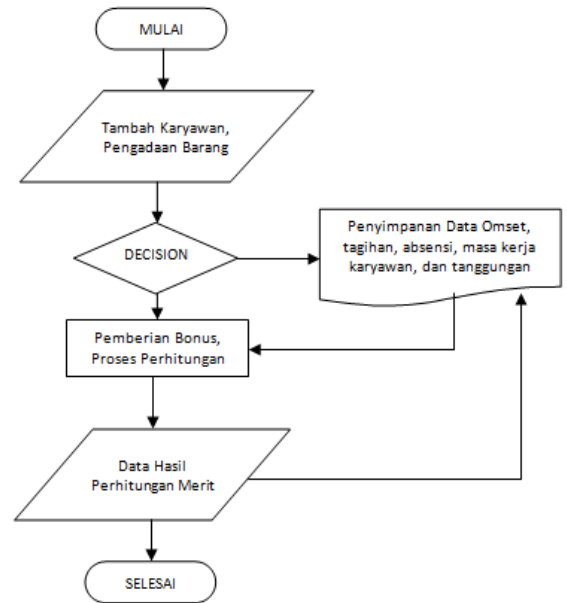 MULAI
Tambah Karyawan,
Pengadaan Barang
DECISION
Penyimpanan Data Omset,
tagihan, absensi, masa kerja
karyawan, dan tanggungan
Pemberian Bonus,
Proses Perhitungan
Data Hasil
Perhitungan Merit
SELESAI